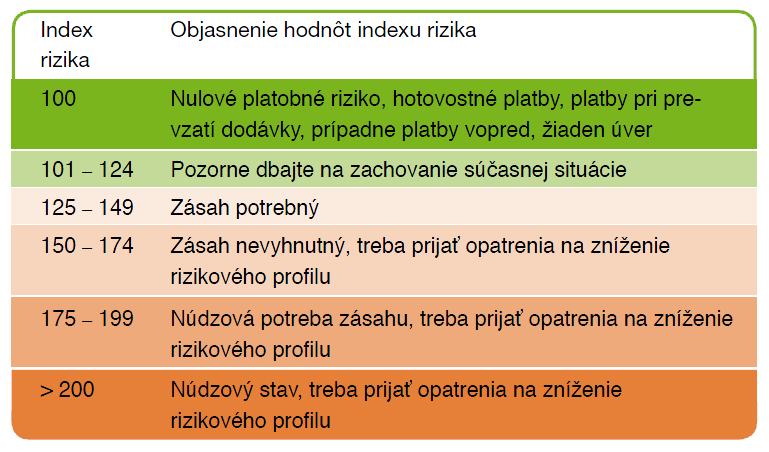 Index
rizika
Objasnenie hodnôt indexu rizika
100
Nulové platobné riziko, hotovostné platby, platby pri pre-
vzatí dodávky, prípadne platby vopred, žiaden úver
101 – 124
Pozorne dbajte na zachovanie súčasnej situácie
125 – 149
Zásah potrebný
150 – 174
Zásah nevyhnutný, treba prijať opatrenia na zníženie
rizikového profilu
175 – 199
Núdzová potreba zásahu, treba prijať opatrenia na zníženie
rizikového profilu
> 200
Núdzový stav, treba prijať opatrenia na zníženie
rizikového profilu